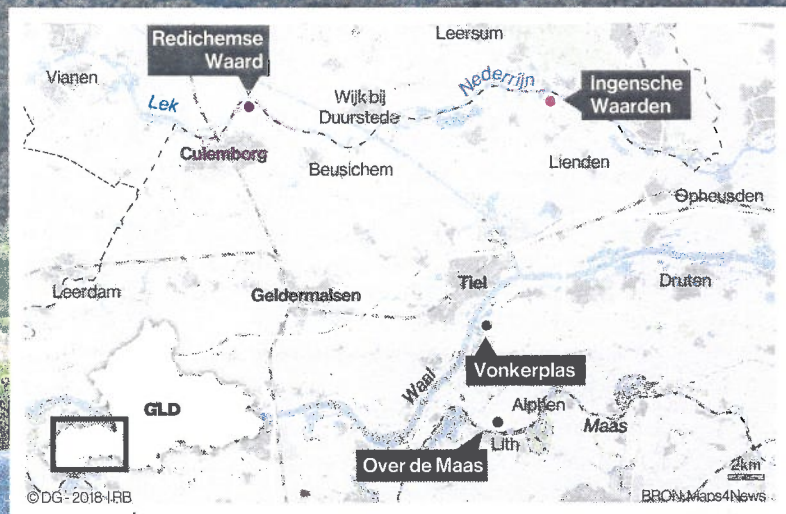 Redichemse
Waard
Leersum
Vianen
Lek
Wijk bij
Duurstede
Nederrijn
Ingensche
Waarden
Culemborg
Beusichem
Lienden
Opheusden
Leerdam
Geldermalsen
Tiel
Druten
Vonkerplas
Waal
GLD
Alphen
Maas
Lith
Over de Maas
2km
©DG - 2018 | RB
BRON: Maps4News